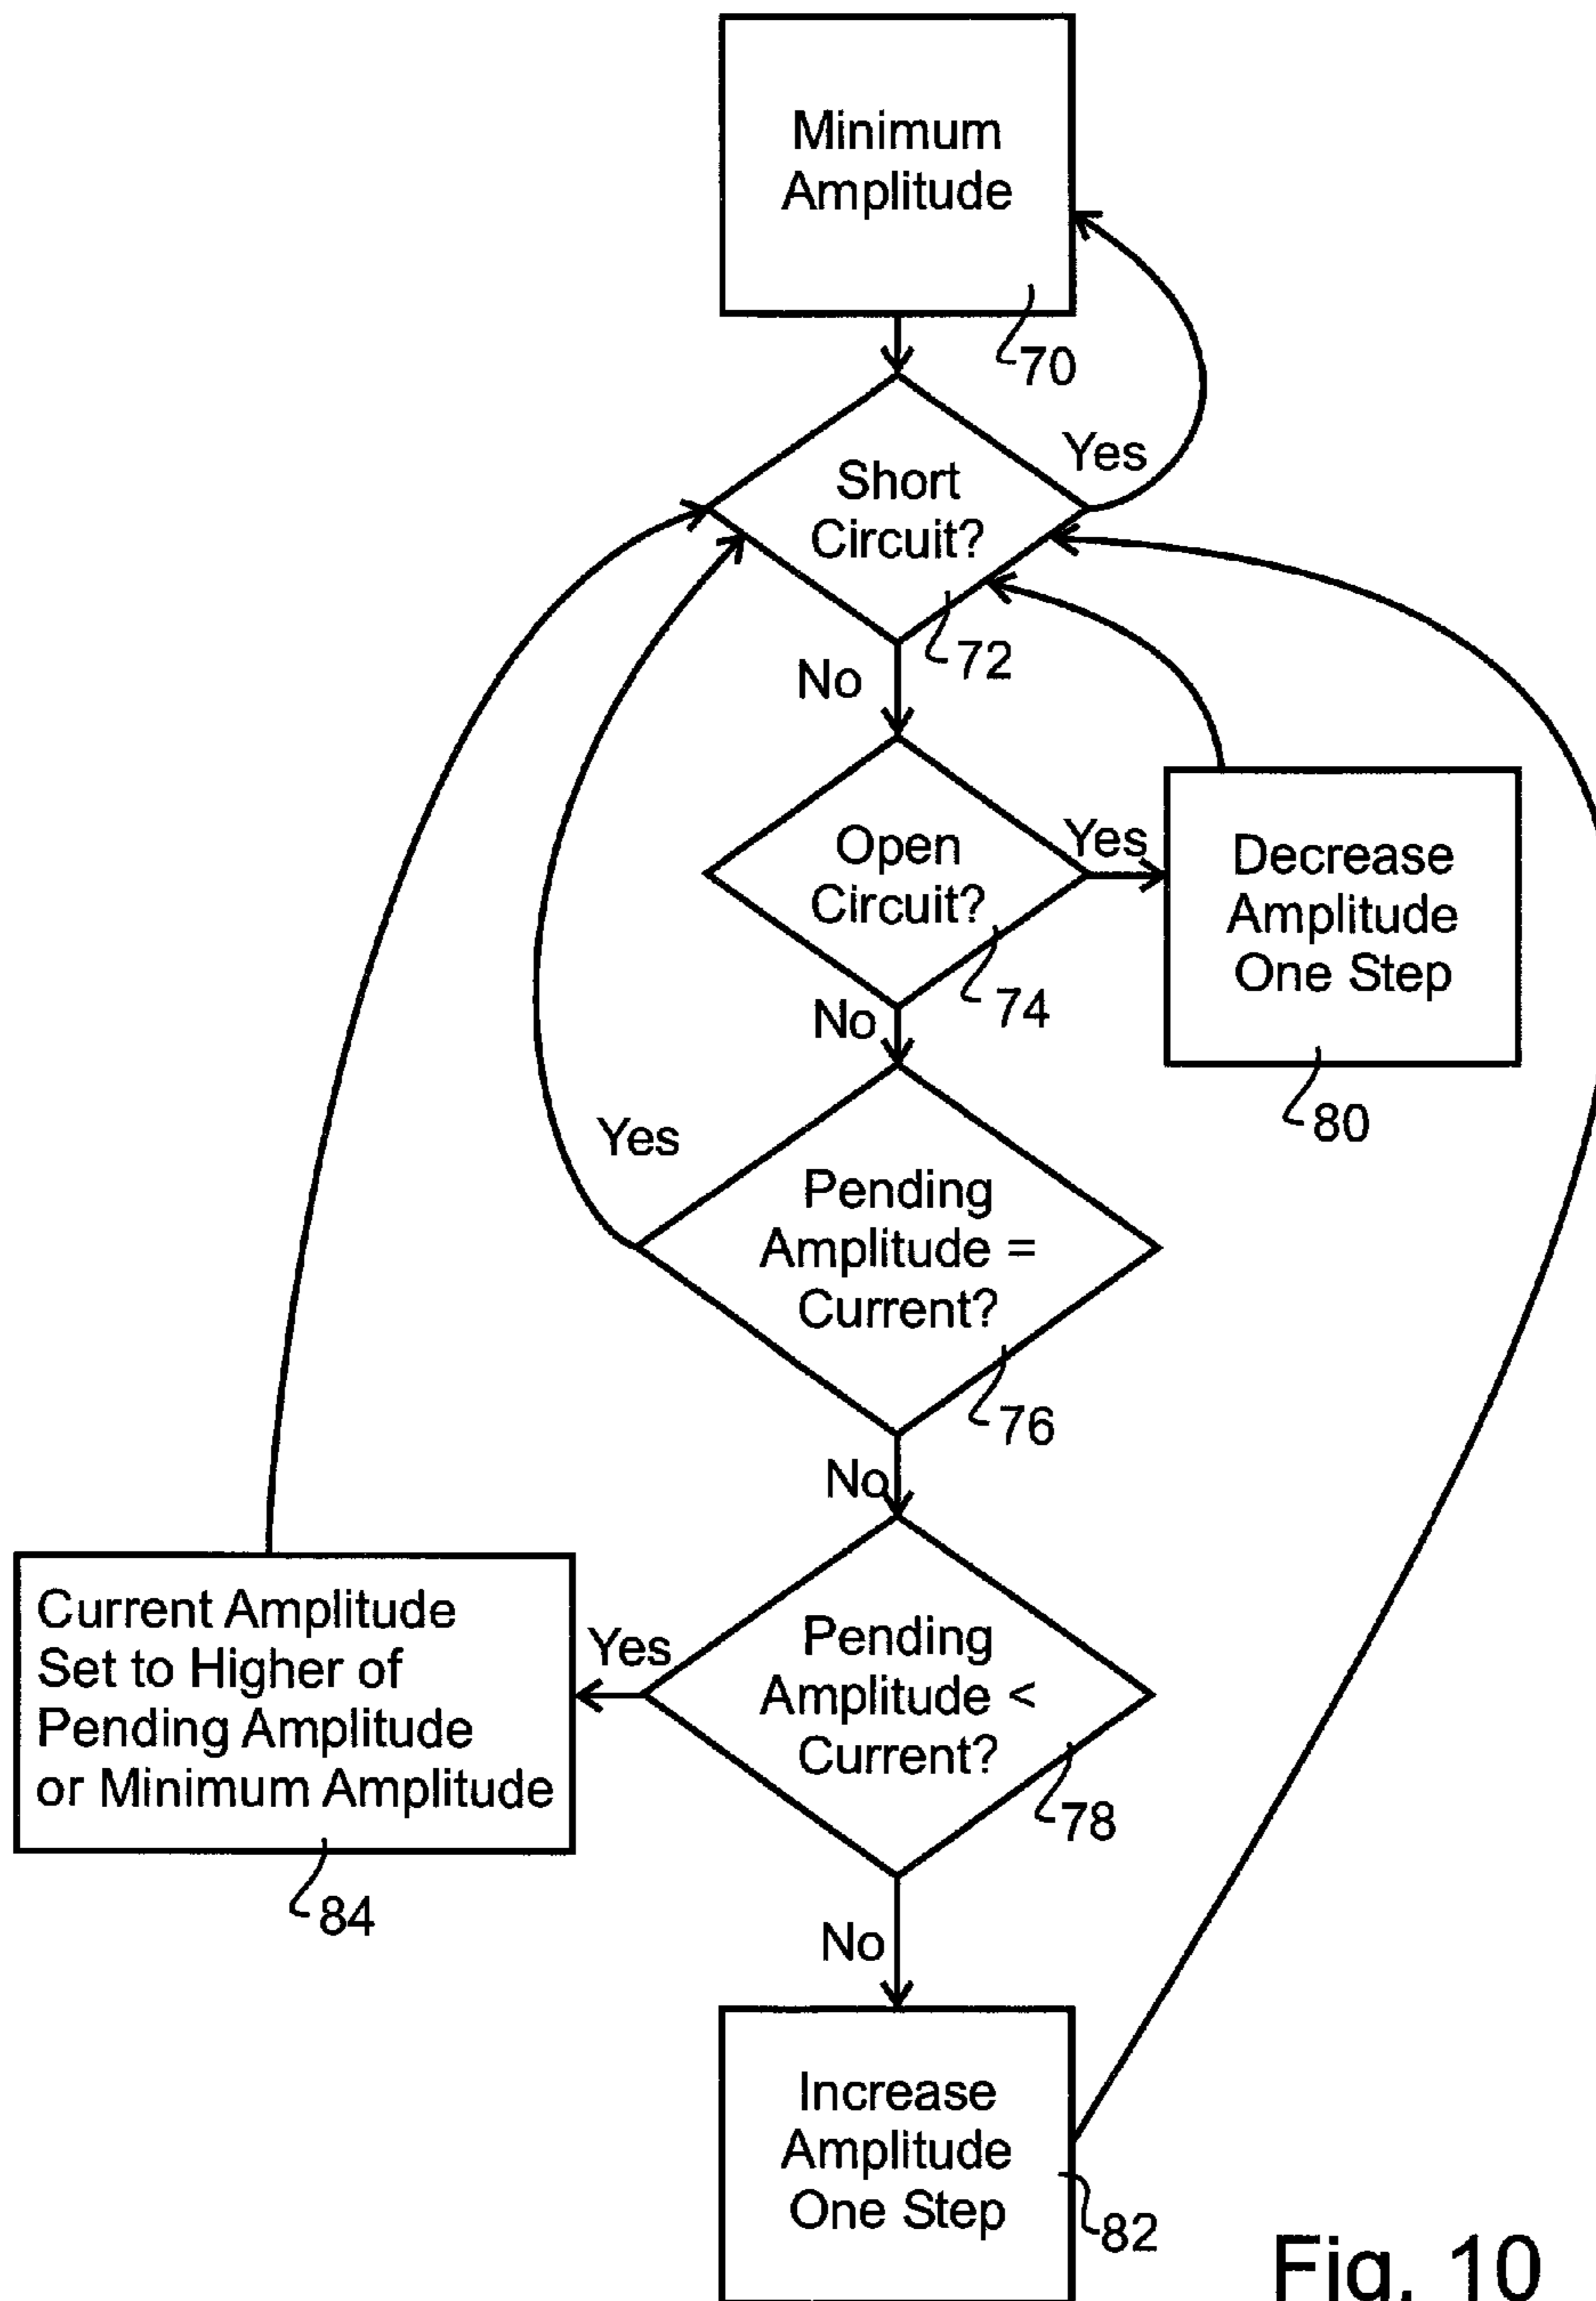 Minimum
Amplitude
70
Yes
Short
Circuit?
72
No
Open
Circuit?
74
Yes
Decrease
Amplitude
One Step
80
No
Yes
Pending
Amplitude =
Current?
76
No
Current Amplitude
Set to Higher of
Pending Amplitude
or Minimum Amplitude
84
Yes
Pending
Amplitude <
Current?
78
No
Increase
Amplitude
One Step
82
Fig. 10